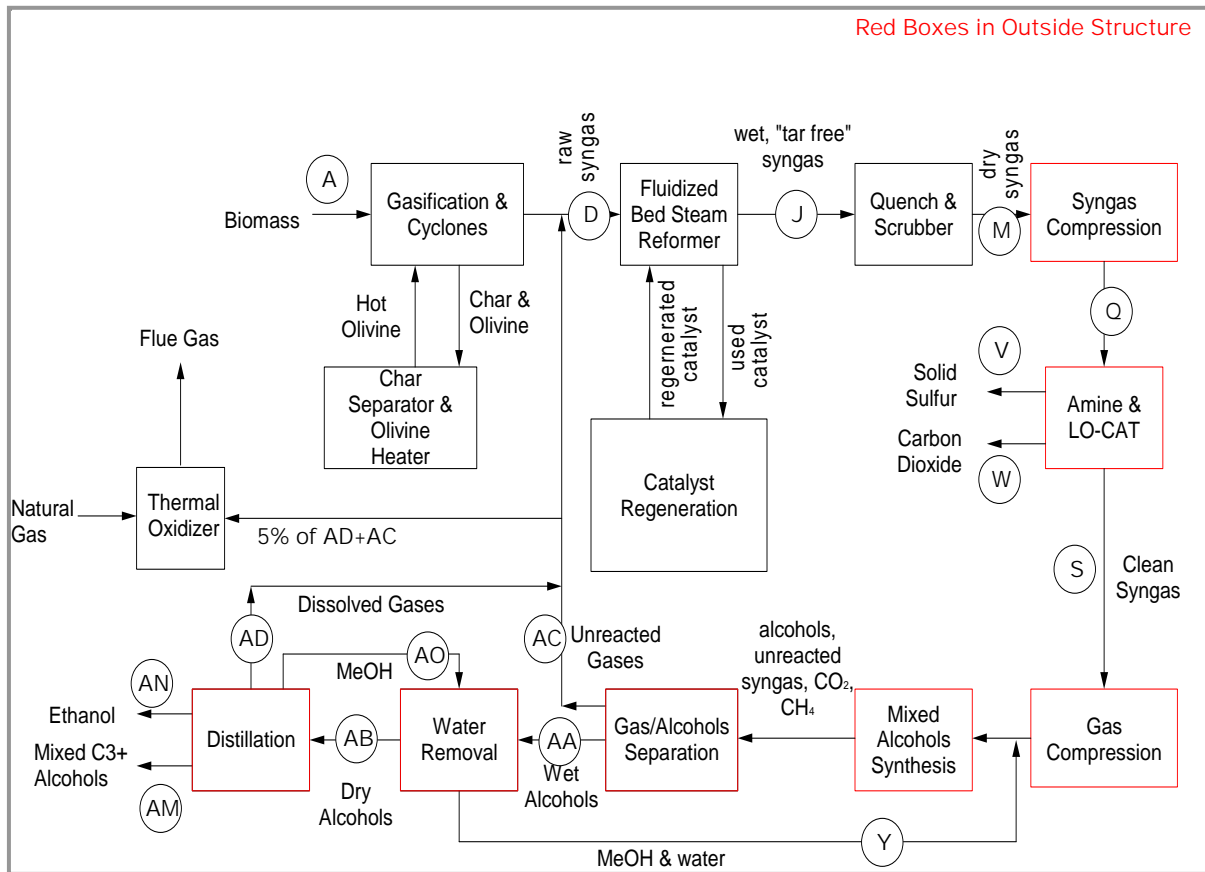 Red Boxes in Outside Structure
A
Biomass
Gasification &
Cyclones
raw
syngas
D
Fluidized
Bed Steam
Reformer
wet, "tar free"
syngas
J
Quench &
Scrubber
dry
syngas
M
Syngas
Compression
Hot
Olivine
Char &
Olivine
regernerated
catalyst
used
catalyst
Q
Flue Gas
Char
Separator &
Olivine
Heater
V
Solid
Sulfur
Carbon
Dioxide
W
Amine &
LO-CAT
Catalyst
Regeneration
Natural
Gas
Thermal
Oxidizer
5% of AD+AC
S
Clean
Syngas
Dissolved Gases
AD
MeOH
AO
AC
Unreacted
Gases
alcohols,
unreacted
syngas, CO₂,
CH₄
AN
Ethanol
Mixed C3+
Alcohols
AM
Distillation
AB
Dry
Alcohols
Water
Removal
AA
Wet
Alcohols
Gas/Alcohols
Separation
Mixed
Alcohols
Synthesis
Gas
Compression
MeOH & water
Y